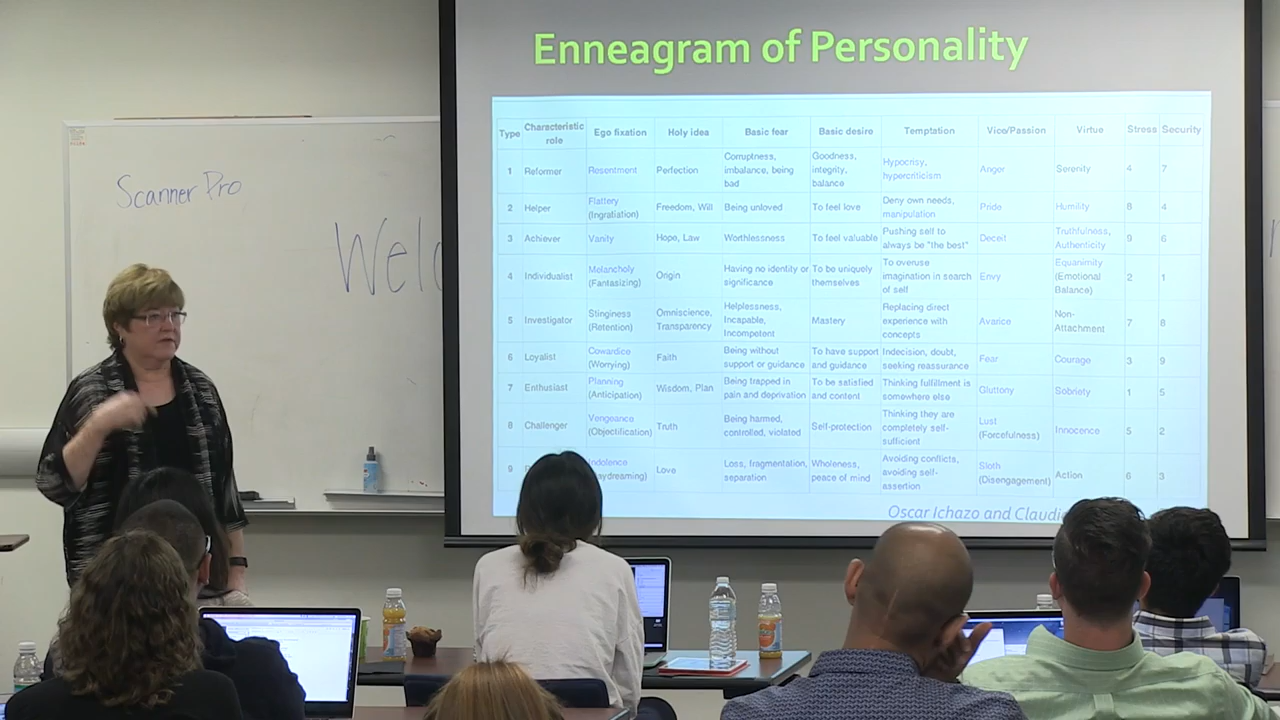 Enneagram of Personality
Scanner Pro
Type Characteristic role Ego fixation Holy idea Basic fear Basic desire Temptation Vice/Passion Virtue Stress Security
1 Reformer Resentment Perfection Corruptness, imbalance, being bad Goodness, integrity, balance Hypocrisy, hypercriticism Anger Serenity 4 7
2 Helper Flattery (Ingratiation) Freedom, Will Being unloved To feel love Deny own needs, manipulation Pride Humility 8 4
3 Achiever Vanity Hope, Law Worthlessness To feel valuable Pushing self to always be "the best" Deceit Truthfulness, Authenticity 9 6
4 Individualist Melancholy (Fantasizing) Origin Having no identity or significance To be uniquely themselves To overuse imagination in search of self Envy Equanimity (Emotional Balance) 2 1
5 Investigator Stinginess (Retention) Omniscience, Transparency Helplessness, Incapable, Incompetent Mastery Replacing direct experience with concepts Avarice Non-Attachment 7 8
6 Loyalist Cowardice (Worrying) Faith Being without support or guidance To have support and guidance Indecision, doubt, seeking reassurance Fear Courage 3 9
7 Enthusiast Planning (Anticipation) Wisdom, Plan Being trapped in pain and deprivation To be satisfied and content Thinking fulfillment is somewhere else Gluttony Sobriety 1 5
8 Challenger Vengeance (Objectification) Truth Being harmed, controlled, violated Self-protection Thinking they are completely self-sufficient Lust (Forcefulness) Innocence 5 2
9 Indolence aydreaming) Love Loss, fragmentation, separation Wholeness, peace of mind Avoiding conflicts, avoiding self-assertion Sloth (Disengagement) Action 6 3
Oscar Ichazo and Claudi
Welc